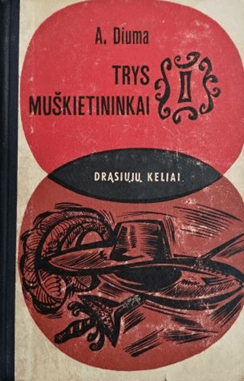 A. Diuma
TRYS
MUŠKIETININKAI
I
DRĄSIŲJŲ KELIAI